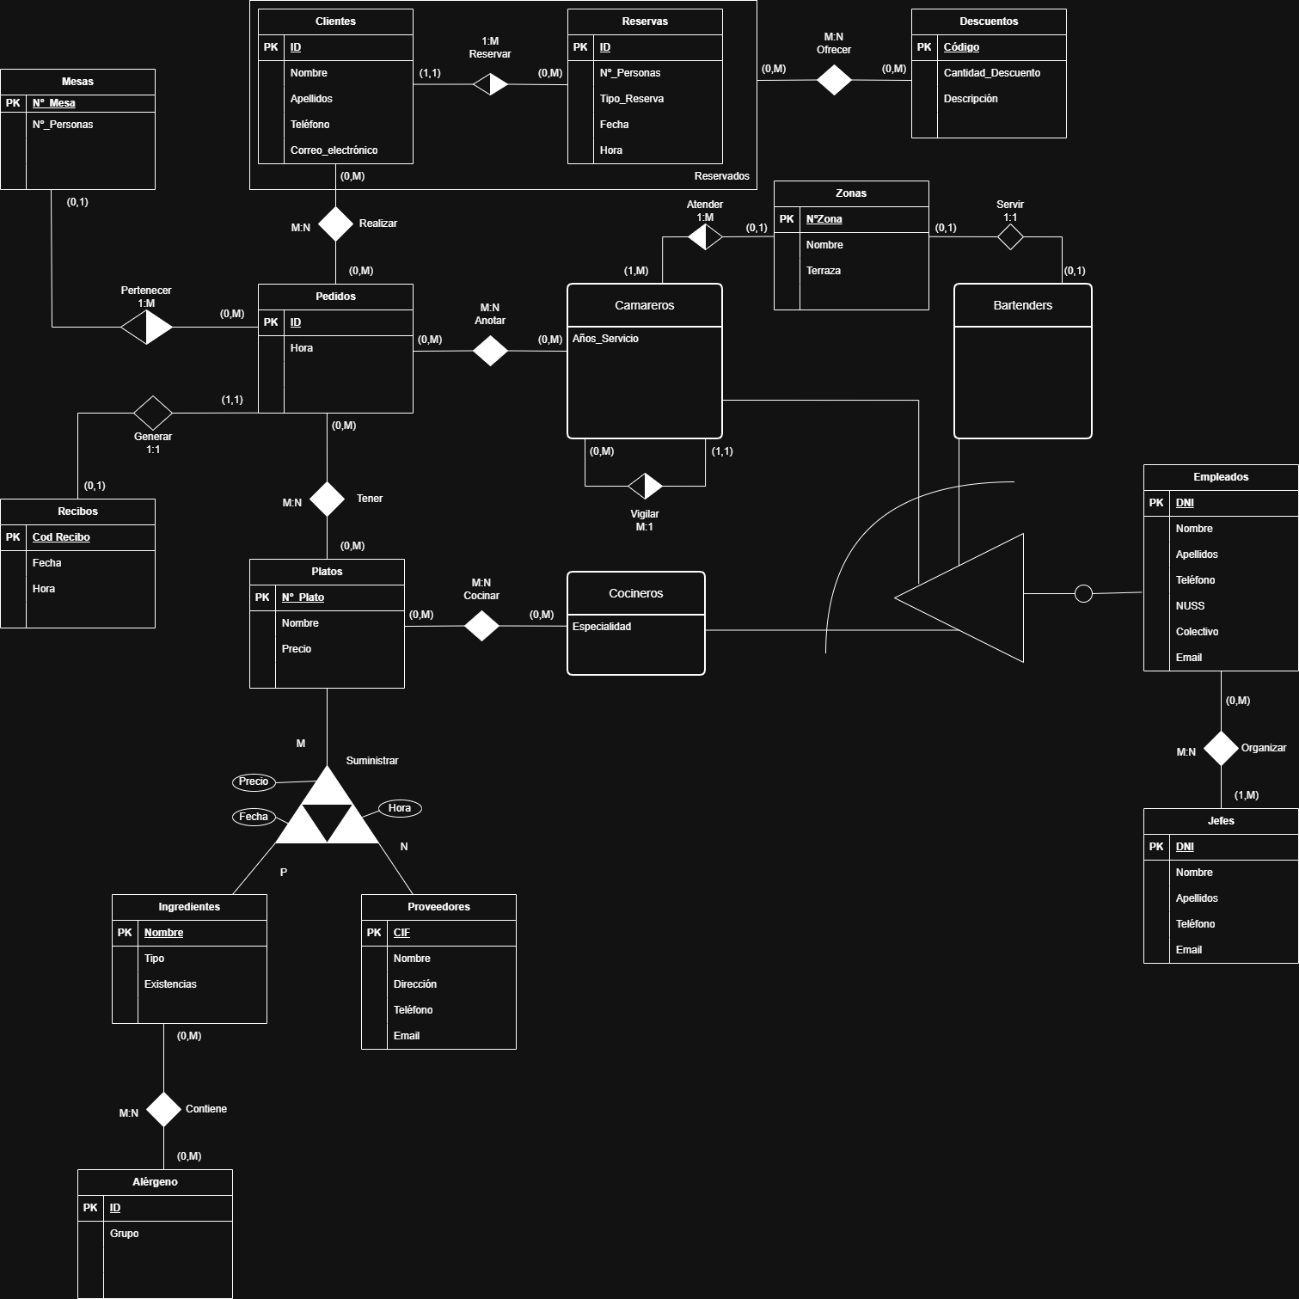 Clientes
PK ID
Nombre
Apellidos
Teléfono
Correo_electrónico
1:M
Reservar
(1,1)
(0,M)
Reservas
PK ID
Nº_Personas
Tipo_Reserva
Fecha
Hora
Reservados
M:N
Ofrecer
(0,M)
(0,M)
Descuentos
PK Código
Cantidad_Descuento
Descripción
Mesas
PK Nº_Mesa
Nº_Personas
(0,1)
(0,M)
M:N
Realizar
(0,M)
Atender
1:M
(0,1)
(1,M)
Zonas
PK NºZona
Nombre
Terraza
Servir
1:1
(0,1)
(0,1)
Pertenecer
1:M
(0,M)
Pedidos
PK ID
Hora
M:N
Anotar
(0,M)
(0,M)
Camareros
Años_Servicio
Bartenders
(1,1)
Generar
1:1
(0,1)
(0,M)
M:N
Tener
(0,M)
(0,M)
(1,1)
Vigilar
M:1
Recibos
PK Cod Recibo
Fecha
Hora
Empleados
PK DNI
Nombre
Apellidos
Teléfono
NUSS
Colectivo
Email
Platos
PK Nº_Plato
Nombre
Precio
M:N
Cocinar
(0,M)
(0,M)
Cocineros
Especialidad
(0,M)
M:N
Organizar
(1,M)
M
Suministrar
Precio
Fecha
Hora
N
P
Jefes
PK DNI
Nombre
Apellidos
Teléfono
Email
Ingredientes
PK Nombre
Tipo
Existencias
Proveedores
PK CIF
Nombre
Dirección
Teléfono
Email
(0,M)
M:N
Contiene
(0,M)
Alérgeno
PK ID
Grupo